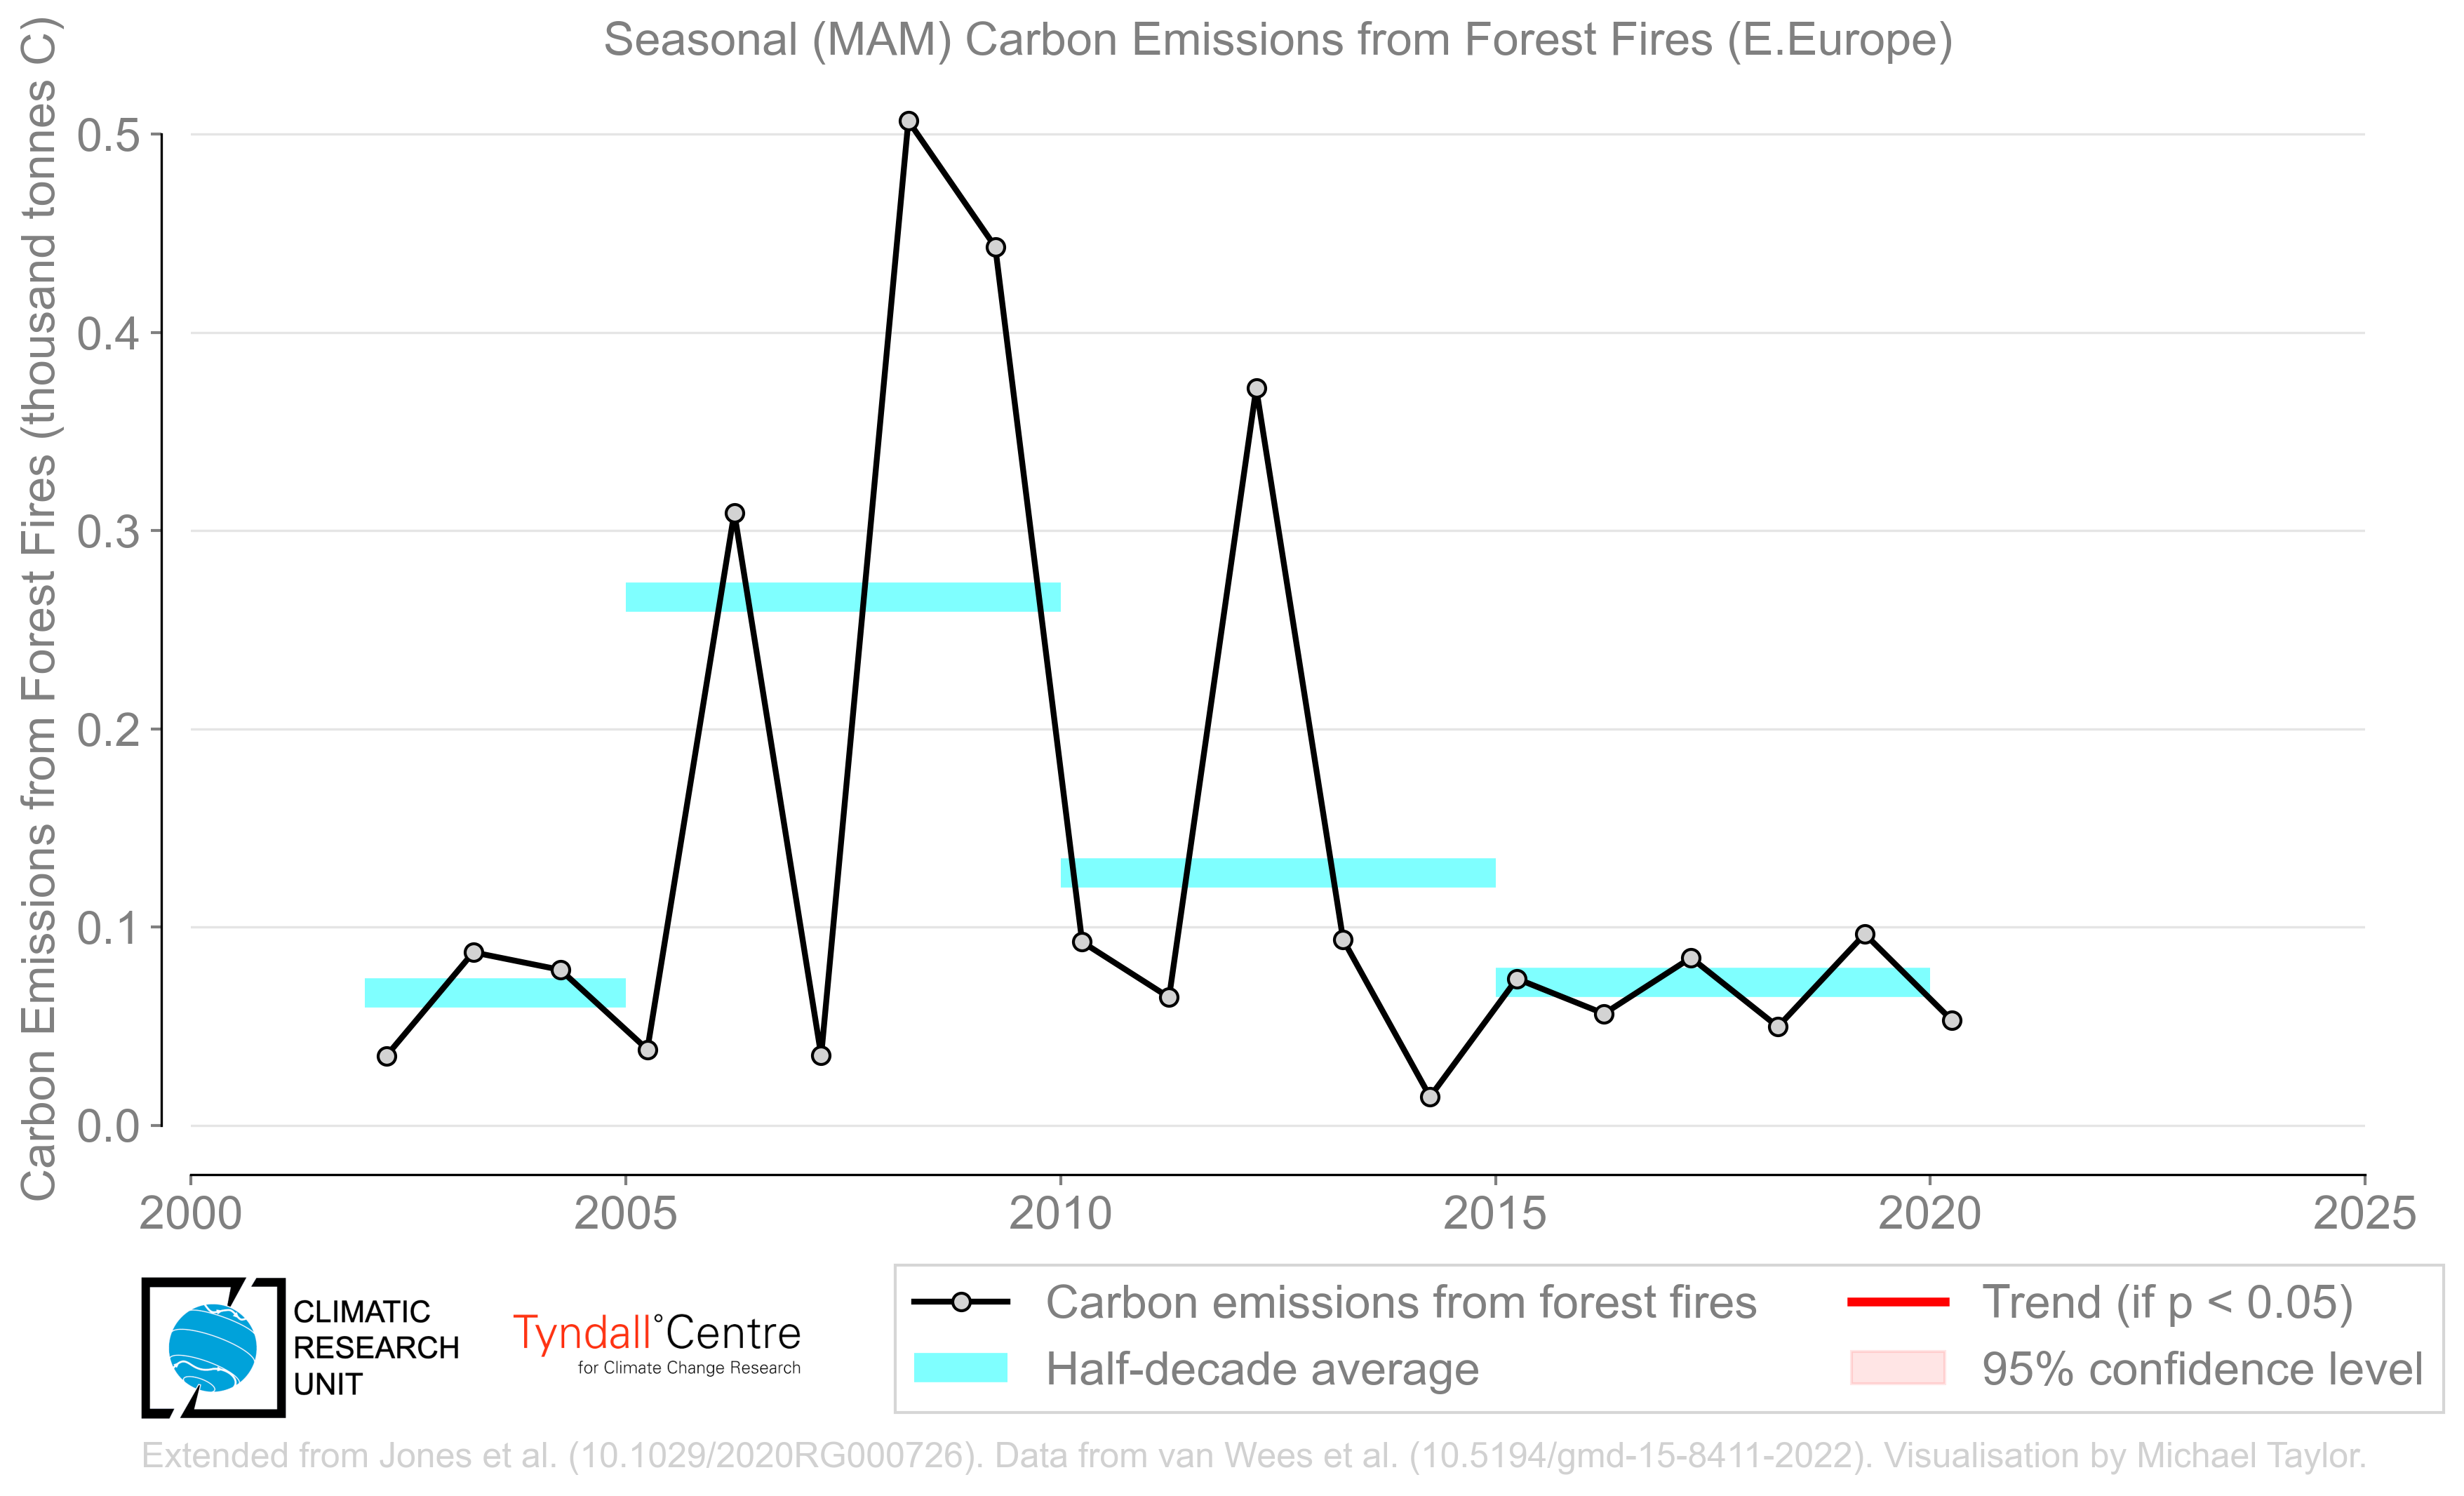 Seasonal (MAM) Carbon Emissions from Forest Fires (E.Europe)
Carbon Emissions from Forest Fires (thousand tonnes C)
0.5
0.4
0.3
0.2
0.1
0.0
2000
2005
2010
2015
2020
2025
CLIMATIC
RESEARCH
UNIT
Tyndall°Centre
for Climate Change Research
Carbon emissions from forest fires
Half-decade average
Trend (if p < 0.05)
95% confidence level
Extended from Jones et al. (10.1029/2020RG000726). Data from van Wees et al. (10.5194/gmd-15-8411-2022). Visualisation by Michael Taylor.